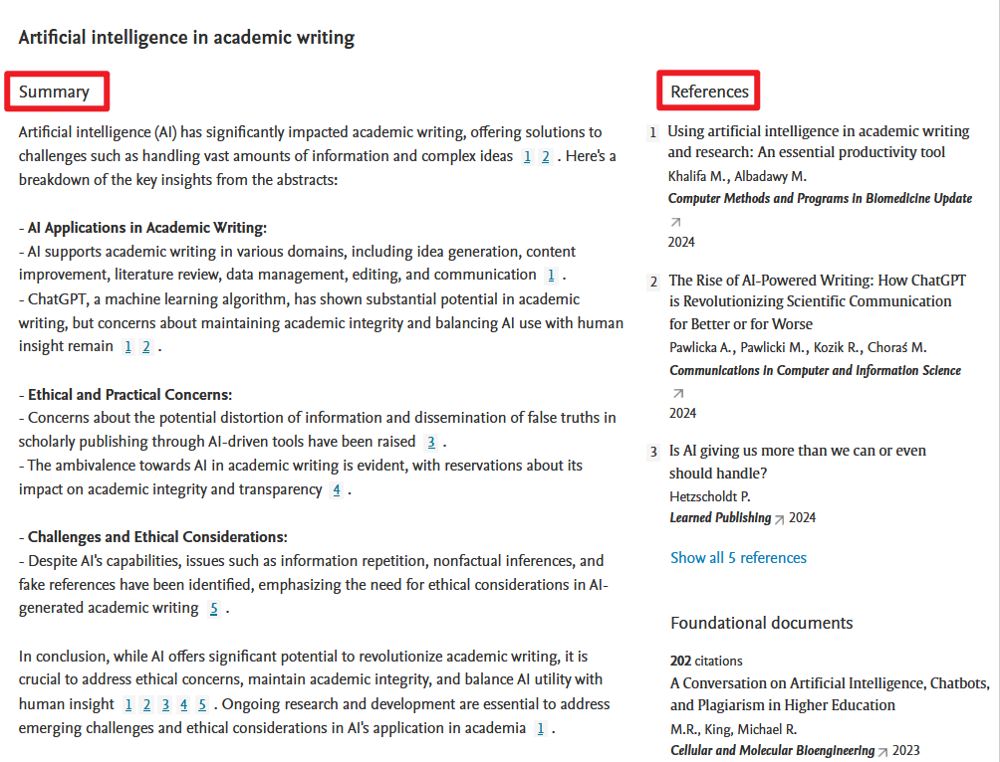 Artificial intelligence in academic writing
Summary
Artificial intelligence (AI) has significantly impacted academic writing, offering solutions to
challenges such as handling vast amounts of information and complex ideas 1 2 . Here's a
breakdown of the key insights from the abstracts:
- AI Applications in Academic Writing:
- AI supports academic writing in various domains, including idea generation, content
improvement, literature review, data management, editing, and communication 1 .
- ChatGPT, a machine learning algorithm, has shown substantial potential in academic
writing, but concerns about maintaining academic integrity and balancing AI use with human
insight remain 1 2 .
- Ethical and Practical Concerns:
- Concerns about the potential distortion of information and dissemination of false truths in
scholarly publishing through AI-driven tools have been raised 3 .
- The ambivalence towards AI in academic writing is evident, with reservations about its
impact on academic integrity and transparency 4 .
- Challenges and Ethical Considerations:
- Despite AI's capabilities, issues such as information repetition, nonfactual inferences, and
fake references have been identified, emphasizing the need for ethical considerations in AI-
generated academic writing 5 .
In conclusion, while AI offers significant potential to revolutionize academic writing, it is
crucial to address ethical concerns, maintain academic integrity, and balance AI utility with
human insight 1 2 3 4 5 . Ongoing research and development are essential to address
emerging challenges and ethical considerations in AI's application in academia 1 .
References
1 Using artificial intelligence in academic writing
and research: An essential productivity tool
Khalifa M., Albadawy M.
Computer Methods and Programs in Biomedicine Update
2024
2 The Rise of AI-Powered Writing: How ChatGPT
is Revolutionizing Scientific Communication
for Better or for Worse
Pawlicka A., Pawlicki M., Kozik R., Choraś M.
Communications in Computer and Information Science
2024
3 Is AI giving us more than we can or even
should handle?
Hetzscholdt P.
Learned Publishing 2024
Show all 5 references
Foundational documents
202 citations
A Conversation on Artificial Intelligence, Chatbots,
and Plagiarism in Higher Education
M.R., King, Michael R.
Cellular and Molecular Bioengineering 2023